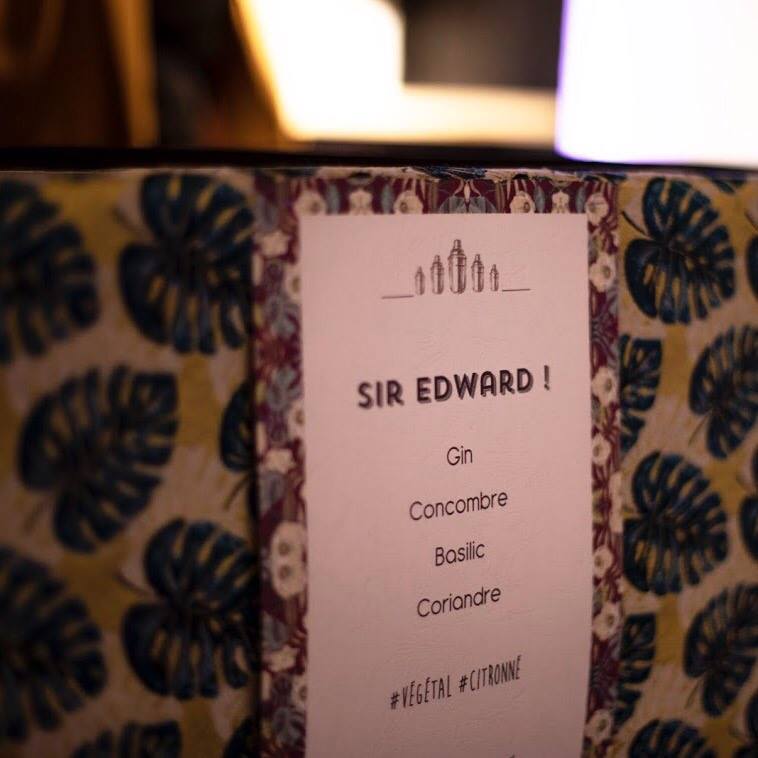 SIR EDWARD !
Gin
Concombre
Basilic
Coriandre
#VÉGÉTAL #CITRONNÉ